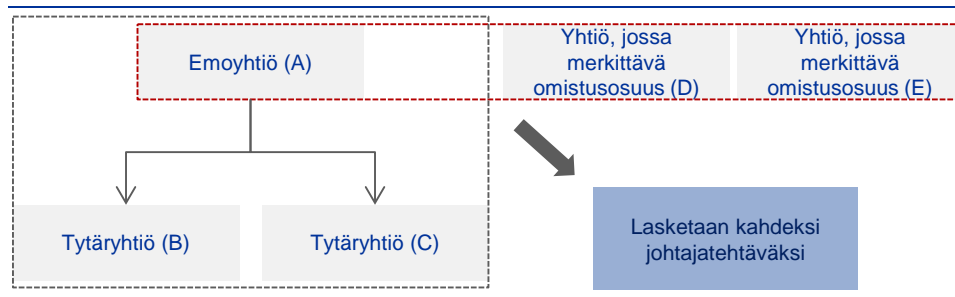 Emoyhtiö (A)
Yhtiö, jossa
merkittävä
omistusosuus (D)
Yhtiö, jossa
merkittävä
omistusosuus (E)
Tytäryhtiö (B)
Tytäryhtiö (C)
Lasketaan kahdeksi
johtajatehtäväksi